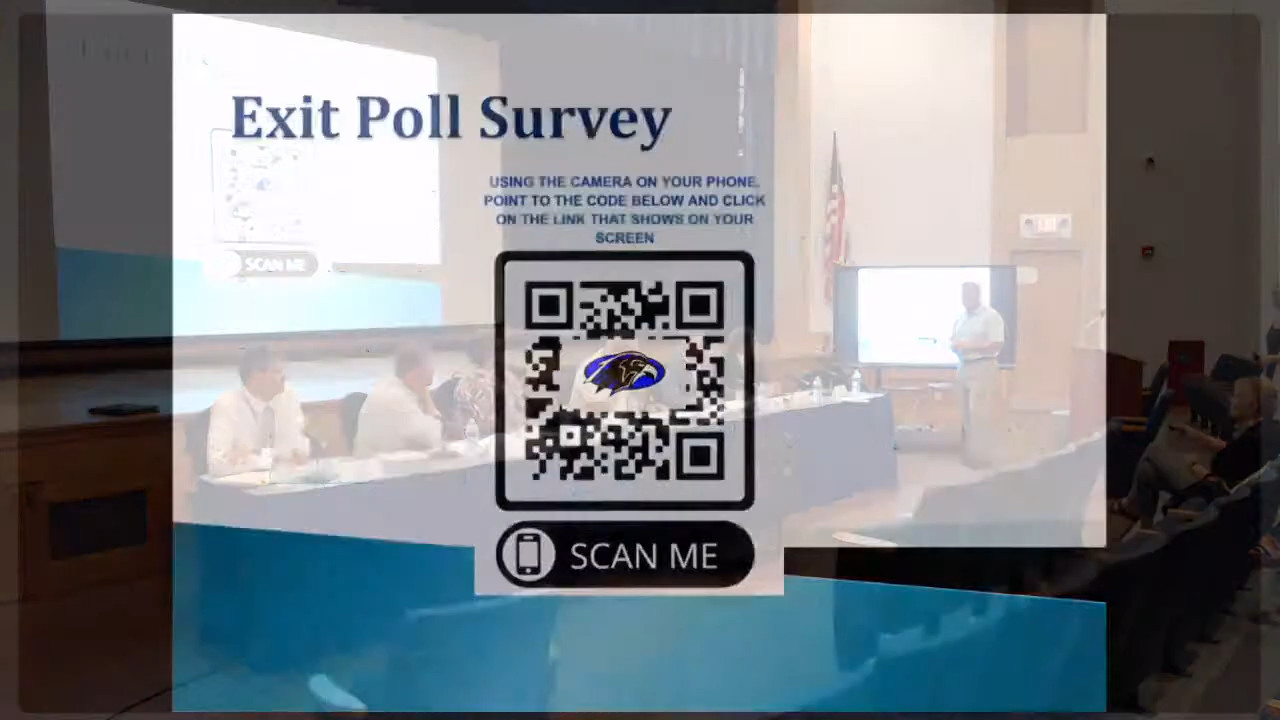 Exit Poll Survey
USING THE CAMERA ON YOUR PHONE,
POINT TO THE CODE BELOW AND CLICK
ON THE LINK THAT SHOWS ON YOUR
SCREEN
SCAN ME
SCAN ME
EXIT